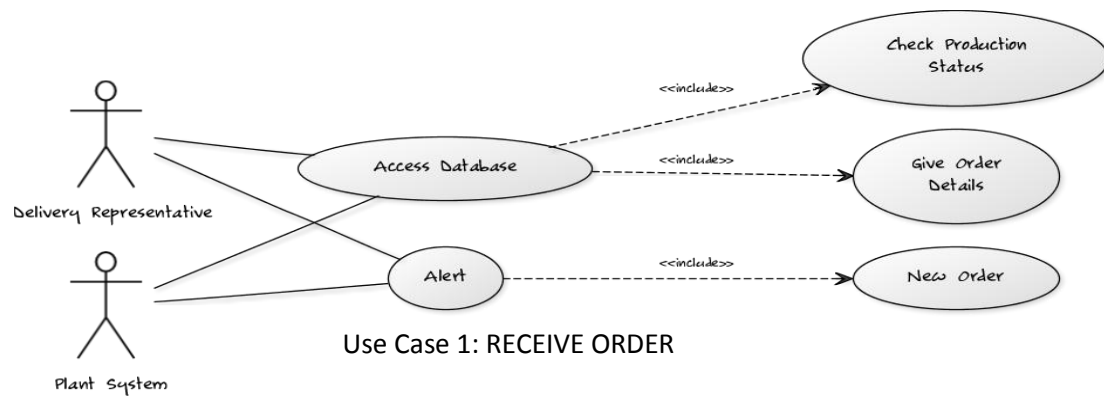 Check Production
Status
<<include>>
Access Database
<<include>>
Give Order
Details
Delivery Representative
Alert
<<include>>
New Order
Use Case 1: RECEIVE ORDER
Plant System